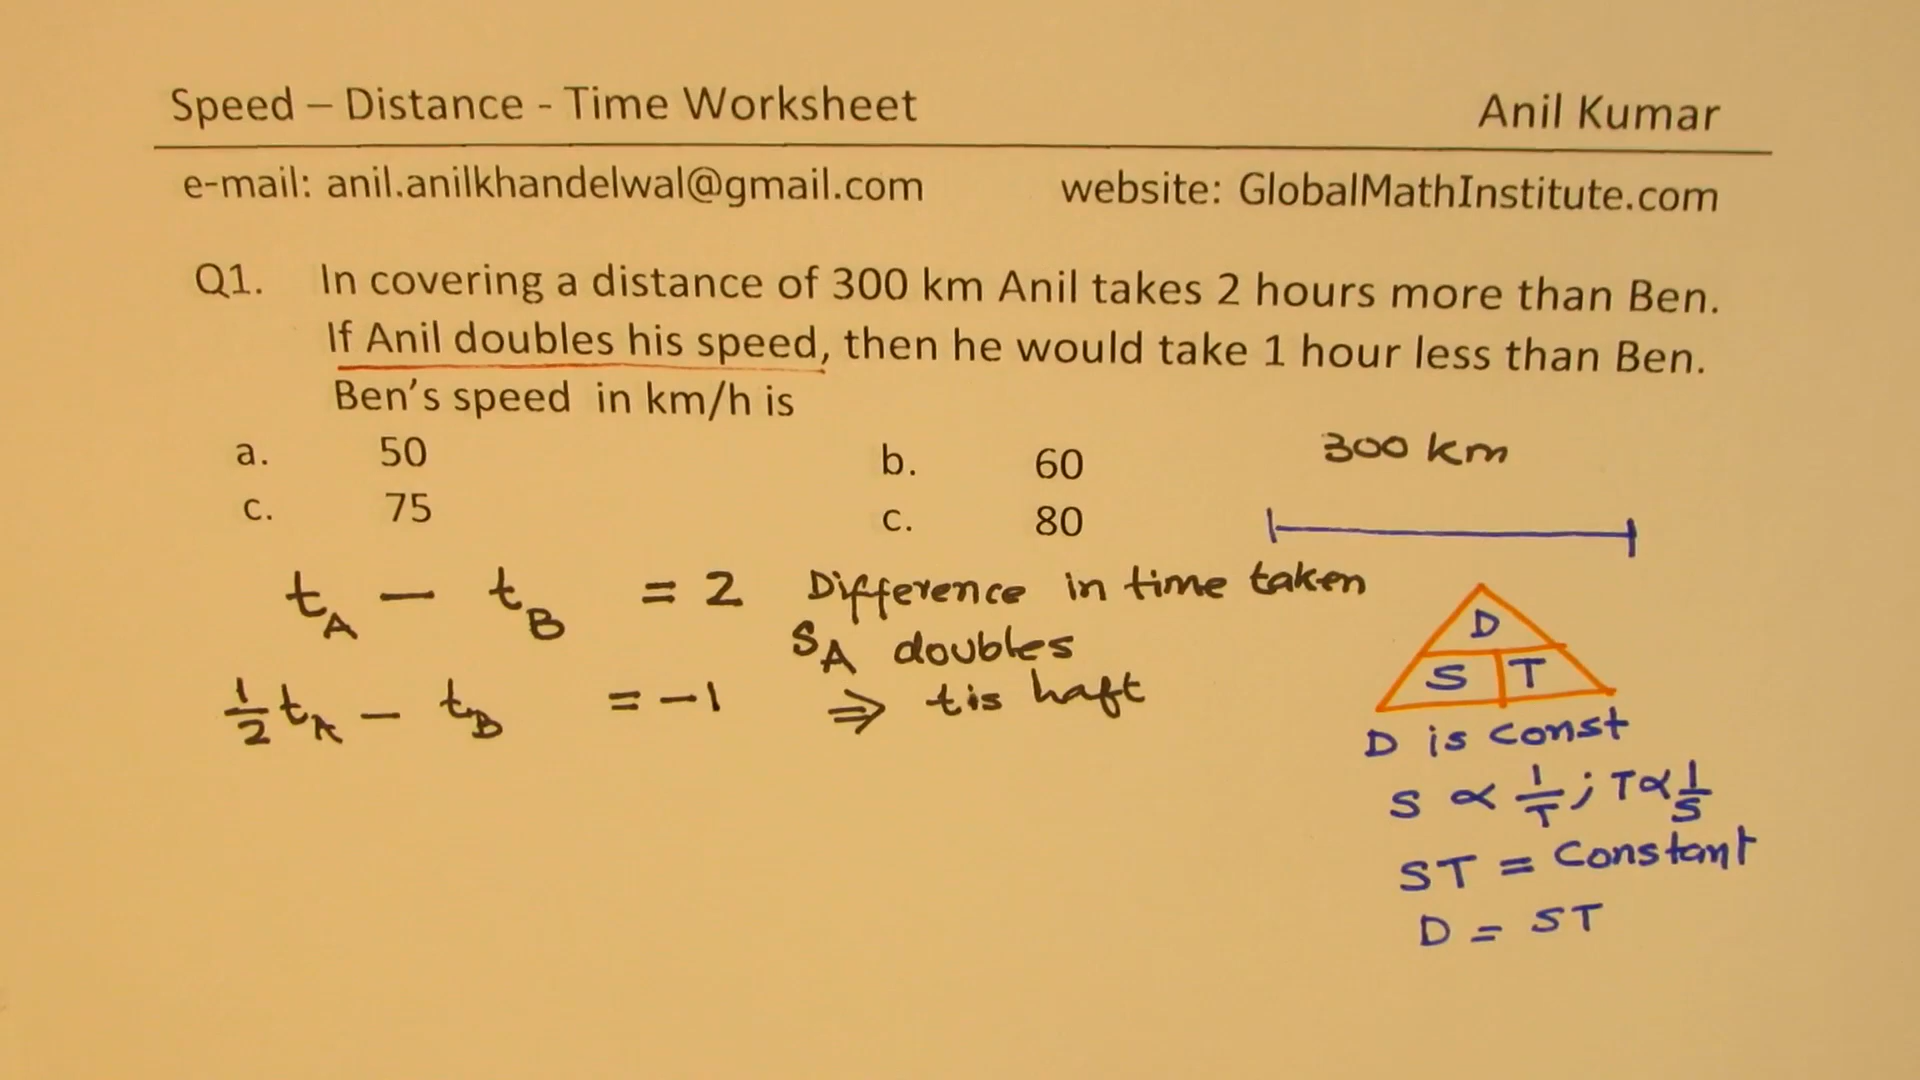 Speed – Distance - Time Worksheet Anil Kumar
e-mail: anil.anilkhandelwal@gmail.com website: GlobalMathInstitute.com
Q1. In covering a distance of 300 km Anil takes 2 hours more than Ben.
If Anil doubles his speed, then he would take 1 hour less than Ben.
Ben's speed in km/h is
a. 50 b. 60
c. 75 c. 80
300 km
tA - tB = 2 Difference in time taken
SA doubles
1/2 tA - tB = -1 ⇒ t is haft
D
S T
D is const
S ∝ 1/T ; T ∝ 1/S
ST = Constant
D = ST